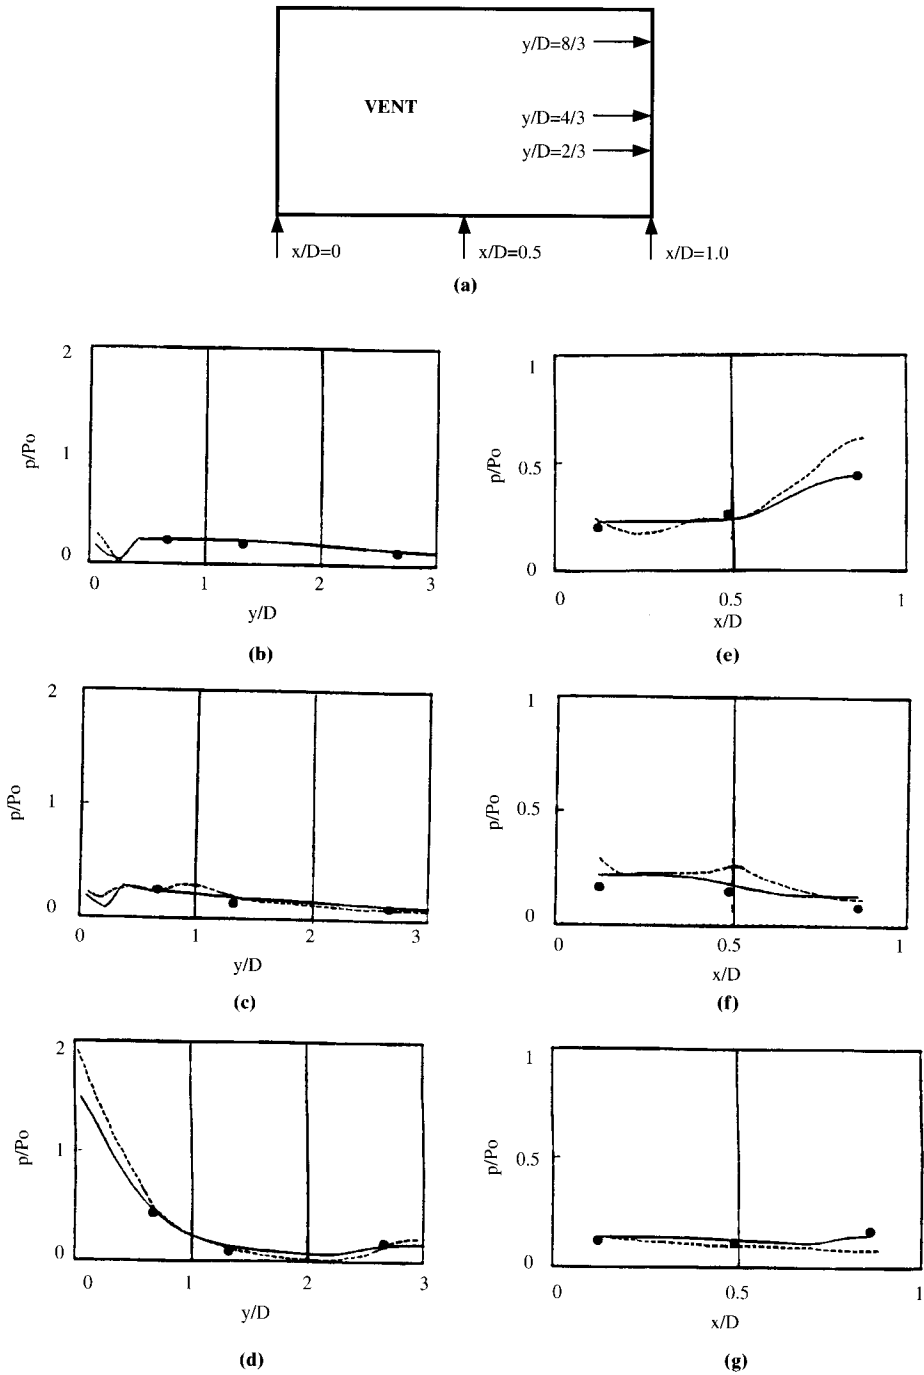 y/D=8/3
VENT
y/D=4/3
y/D=2/3
x/D=0
x/D=0.5
x/D=1.0
(a)
2
1
0
p/Po
0 1 2 3
y/D
(b)
1
0.5
0
p/Po
0 0.5 1
x/D
(e)
2
1
0
p/Po
0 1 2 3
y/D
(c)
1
0.5
0
p/Po
0 0.5 1
x/D
(f)
2
1
0
p/Po
0 1 2 3
y/D
(d)
1
0.5
0
p/Po
0 0.5 1
x/D
(g)